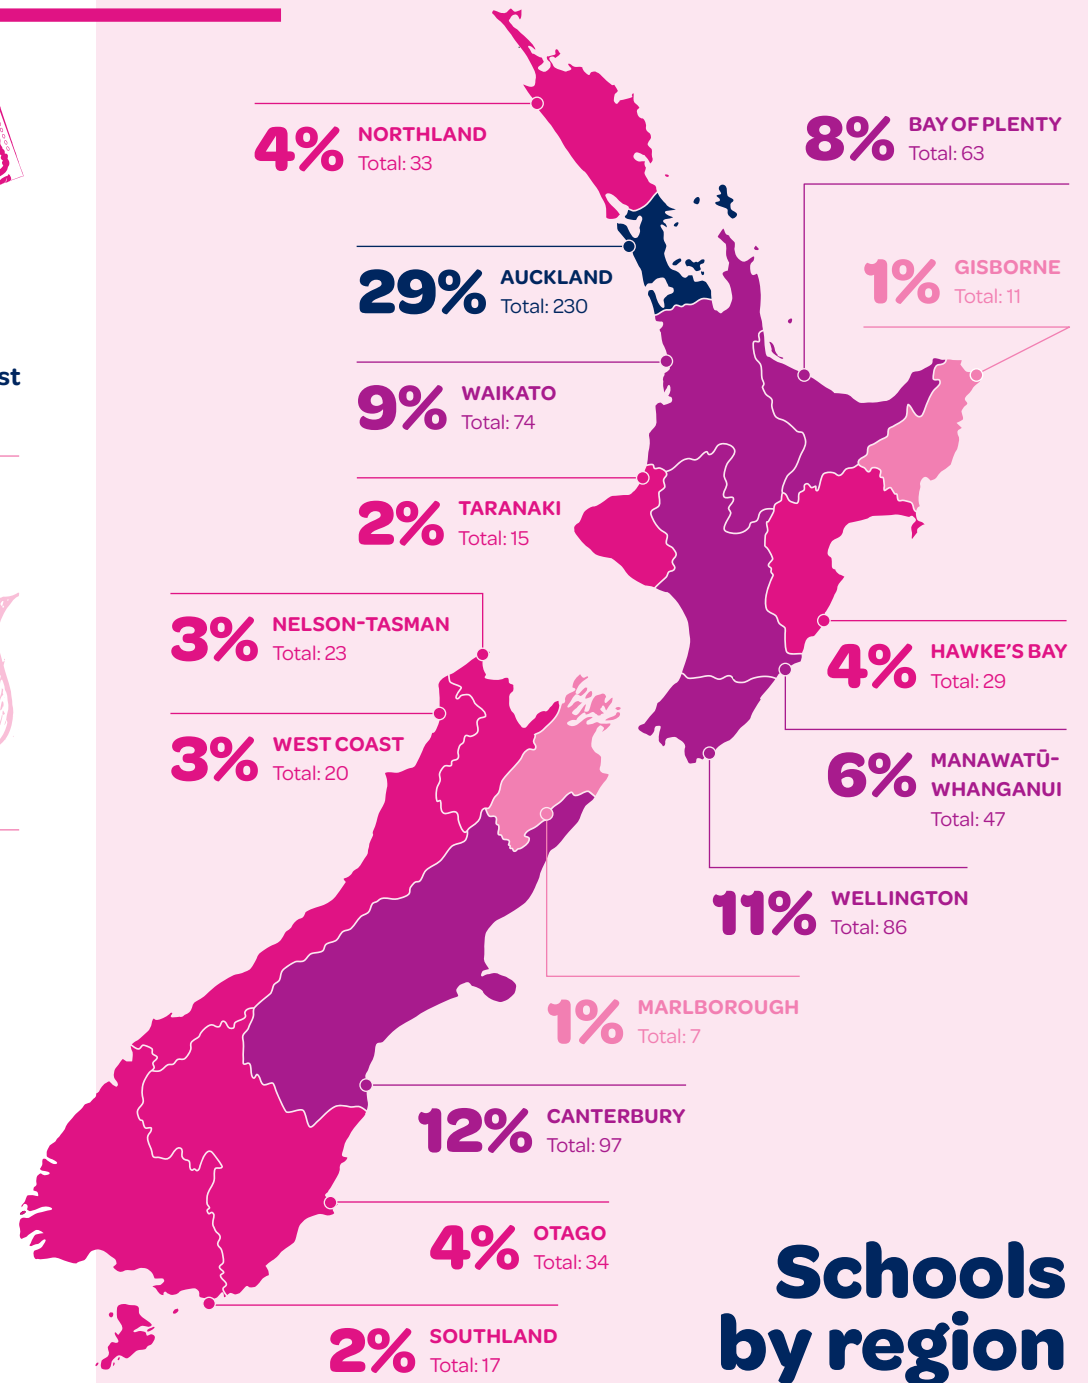 4% NORTHLAND
Total: 33
8% BAY OF PLENTY
Total: 63
29% AUCKLAND
Total: 230
1% GISBORNE
Total: 11
9% WAIKATO
Total: 74
st
2% TARANAKI
Total: 15
3% NELSON-TASMAN
Total: 23
4% HAWKE'S BAY
Total: 29
3% WEST COAST
Total: 20
6% MANAWATŪ-
WHANGANUI
Total: 47
11% WELLINGTON
Total: 86
1% MARLBOROUGH
Total: 7
12% CANTERBURY
Total: 97
4% OTAGO
Total: 34
2% SOUTHLAND
Total: 17
Schools
by region